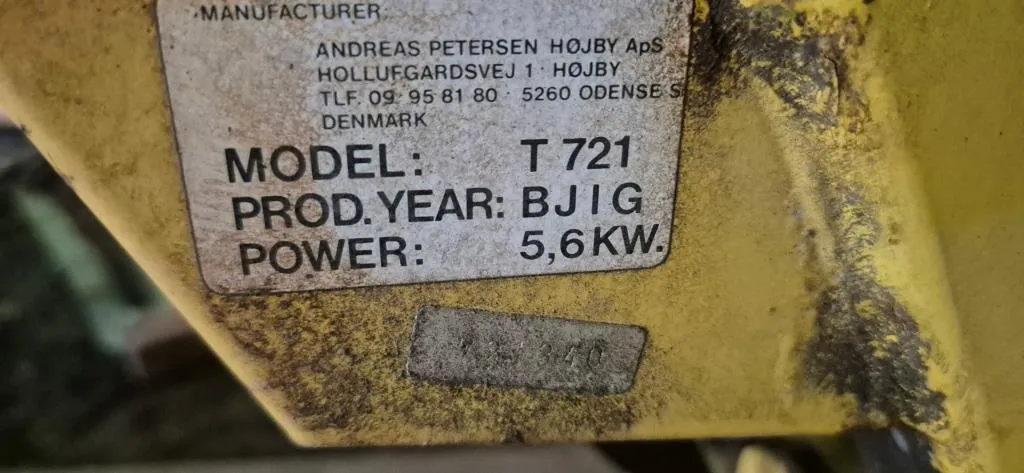 MANUFACTURER
ANDREAS PETERSEN HØJBY ApS
HOLLUFGARDSVEJ 1 · HØJBY
TLF. 09 · 95 81 80 · 5260 ODENSE S
DENMARK
MODEL: T 721
PROD. YEAR: BJIG
POWER: 5,6 KW.